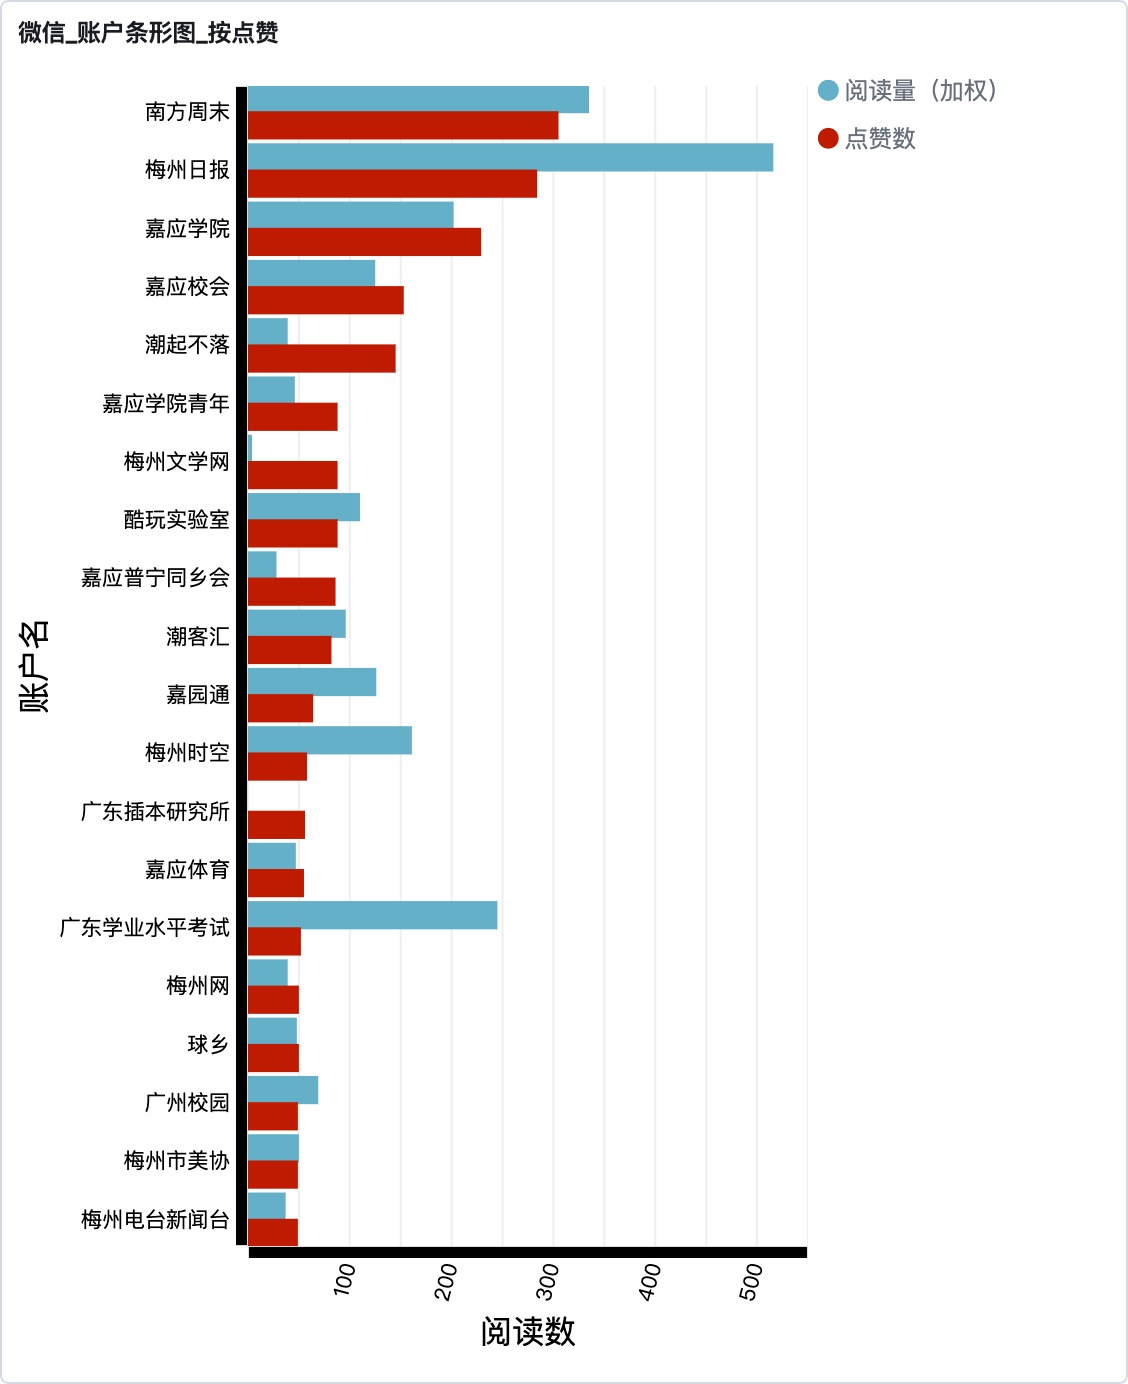 微信_账户条形图_按点赞
阅读量（加权）
点赞数
南方周末
梅州日报
嘉应学院
嘉应校会
潮起不落
嘉应学院青年
梅州文学网
酷玩实验室
嘉应普宁同乡会
潮客汇
嘉园通
梅州时空
广东插本研究所
嘉应体育
广东学业水平考试
梅州网
球乡
广州校园
梅州市美协
梅州电台新闻台
账户名
100
200
300
400
500
阅读数